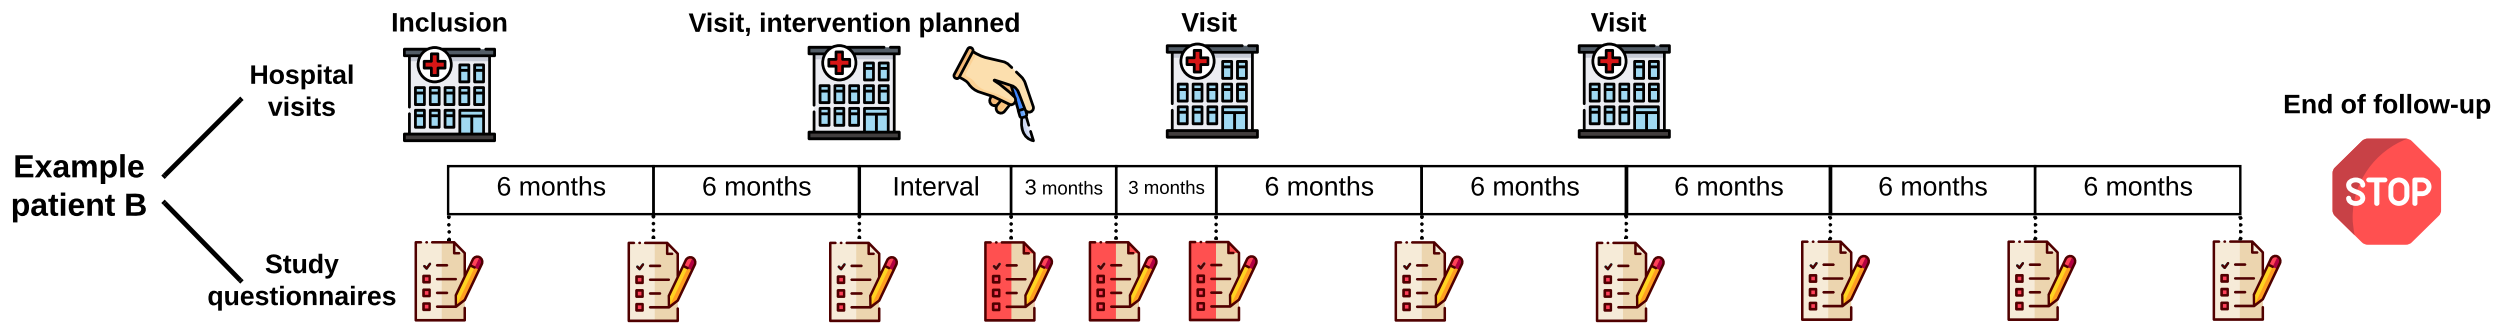 Inclusion
Visit, intervention planned
Visit
Visit
Hospital
visits
End of follow-up
STOP
Example
patient B
6 months
6 months
Interval
3 months
3 months
6 months
6 months
6 months
6 months
6 months
Study
questionnaires